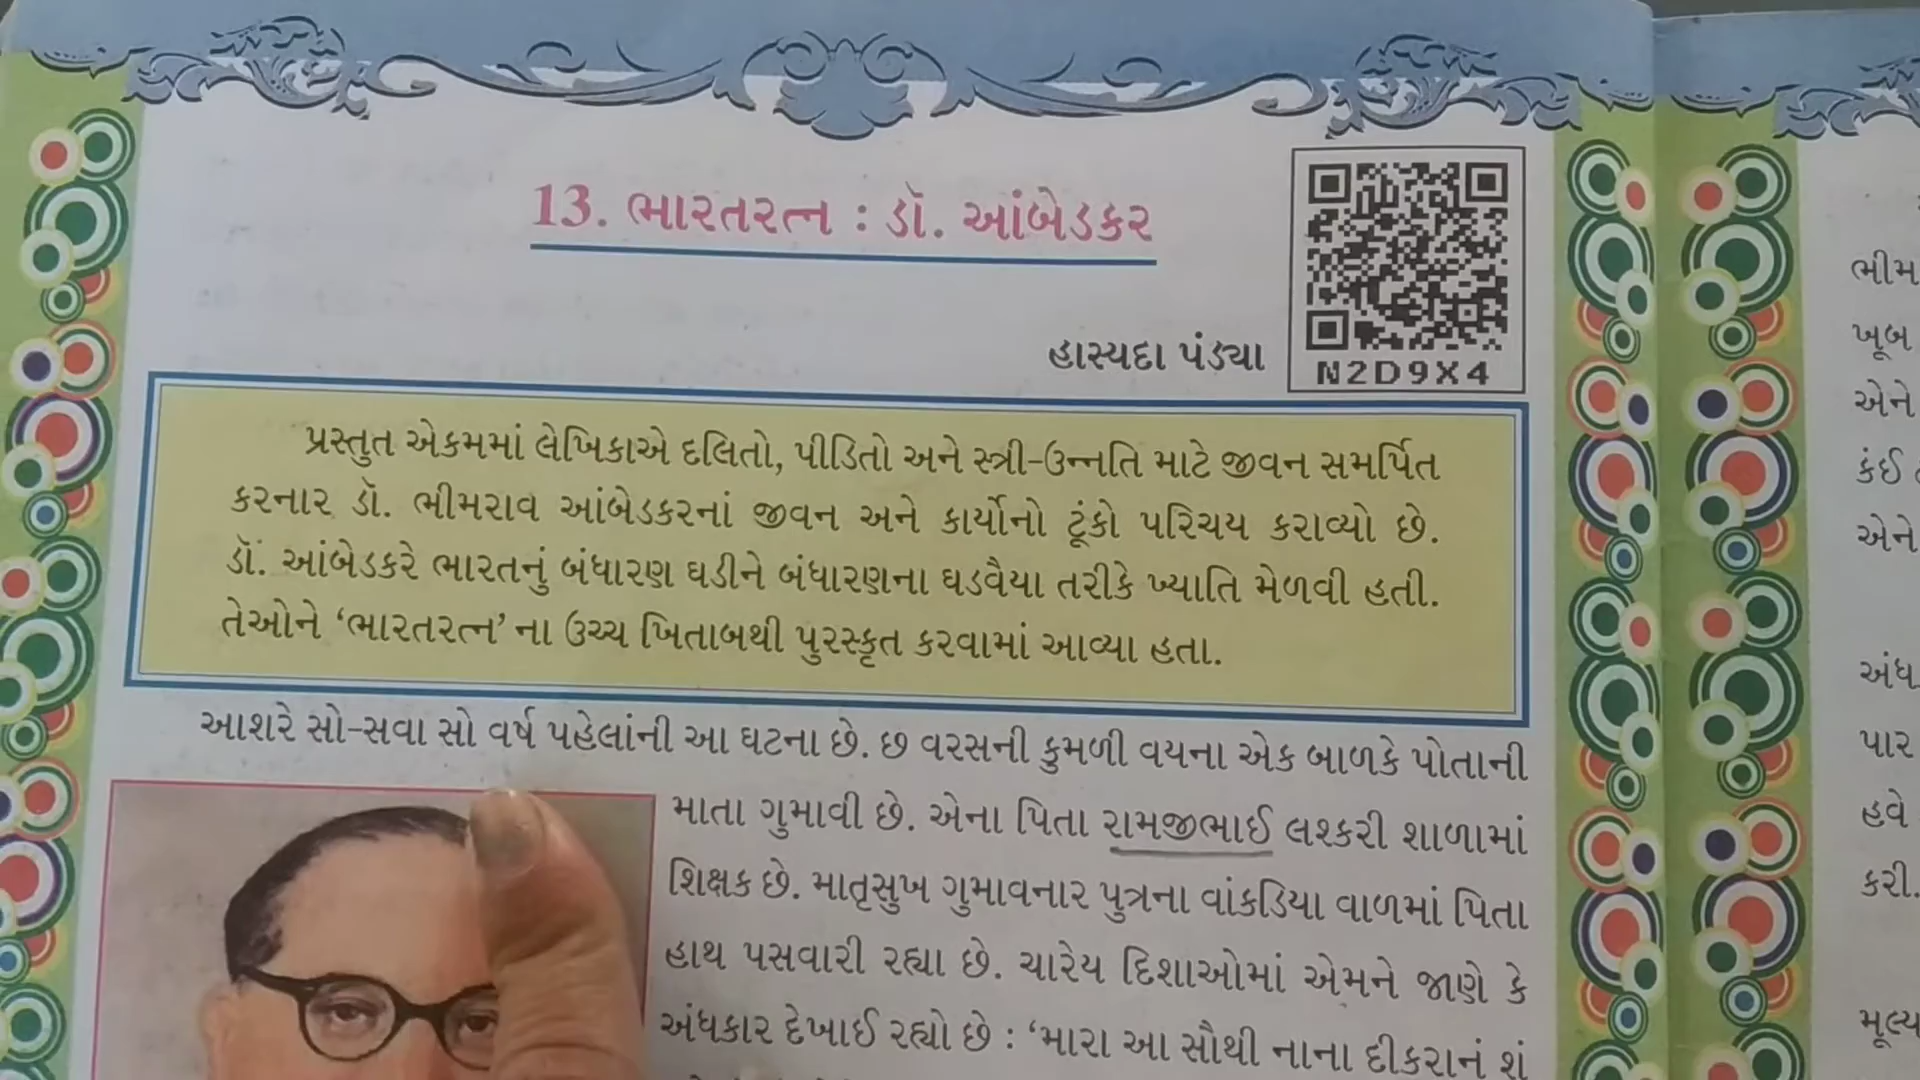 13. ભારતરત્ન : ડૉ. આંબેડકર
હાસ્યદા પંડ્યા
N2D9X4
પ્રસ્તુત એકમમાં લેખિકાએ દલિતો, પીડિતો અને સ્ત્રી-ઉન્નતિ માટે જીવન સમર્પિત
કરનાર ડૉ. ભીમરાવ આંબેડકરનાં જીવન અને કાર્યોનો ટૂંકો પરિચય કરાવ્યો છે.
ડૉ. આંબેડકરે ભારતનું બંધારણ ઘડીને બંધારણના ઘડવૈયા તરીકે ખ્યાતિ મેળવી હતી.
તેઓને ‘ભારતરત્ન’ ના ઉચ્ચ ખિતાબથી પુરસ્કૃત કરવામાં આવ્યા હતા.
આશરે સો-સવા સો વર્ષ પહેલાંની આ ઘટના છે. છ વરસની કુમળી વયના એક બાળકે પોતાની
માતા ગુમાવી છે. એના પિતા રામજીભાઈ લશ્કરી શાળામાં
શિક્ષક છે. માતૃસુખ ગુમાવનાર પુત્રના વાંકડિયા વાળમાં પિતા
હાથ પસવારી રહ્યા છે. ચારેય દિશાઓમાં એમને જાણે કે
અંધકાર દેખાઈ રહ્યો છે : ‘મારા આ સૌથી નાના
ભીમ
ખૂબ
એને
કંઈ
એને
પાર
હવે
કરી.